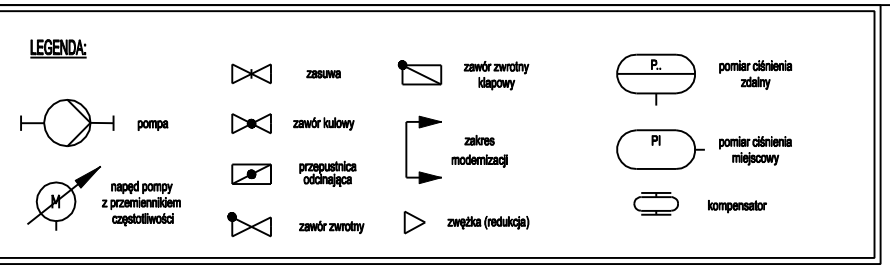 LEGENDA:
pompa
M
napęd pompy
z przemiennikiem
częstotliwości
zasuwa
zawór kulowy
przepustnica
odcinająca
zawór zwrotny
zawór zwrotny
klapowy
zakres
modernizacji
zwężka (redukcja)
P..
pomiar ciśnienia
zdalny
PI
pomiar ciśnienia
miejscowy
kompensator